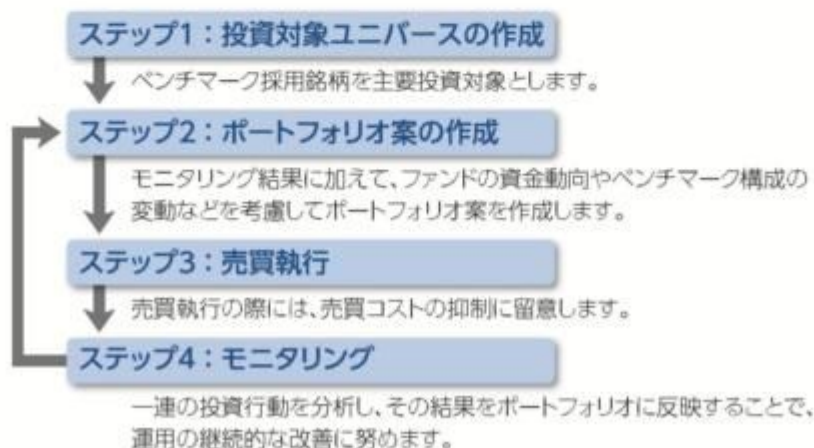 ステップ1：投資対象ユニバースの作成
ベンチマーク採用銘柄を主要投資対象とします。
ステップ2：ポートフォリオ案の作成
モニタリング結果に加えて、ファンドの資金動向やベンチマーク構成の
変動などを考慮してポートフォリオ案を作成します。
ステップ3：売買執行
売買執行の際には、売買コストの抑制に留意します。
ステップ4：モニタリング
一連の投資行動を分析し、その結果をポートフォリオに反映することで、
運用の継続的な改善に努めます。